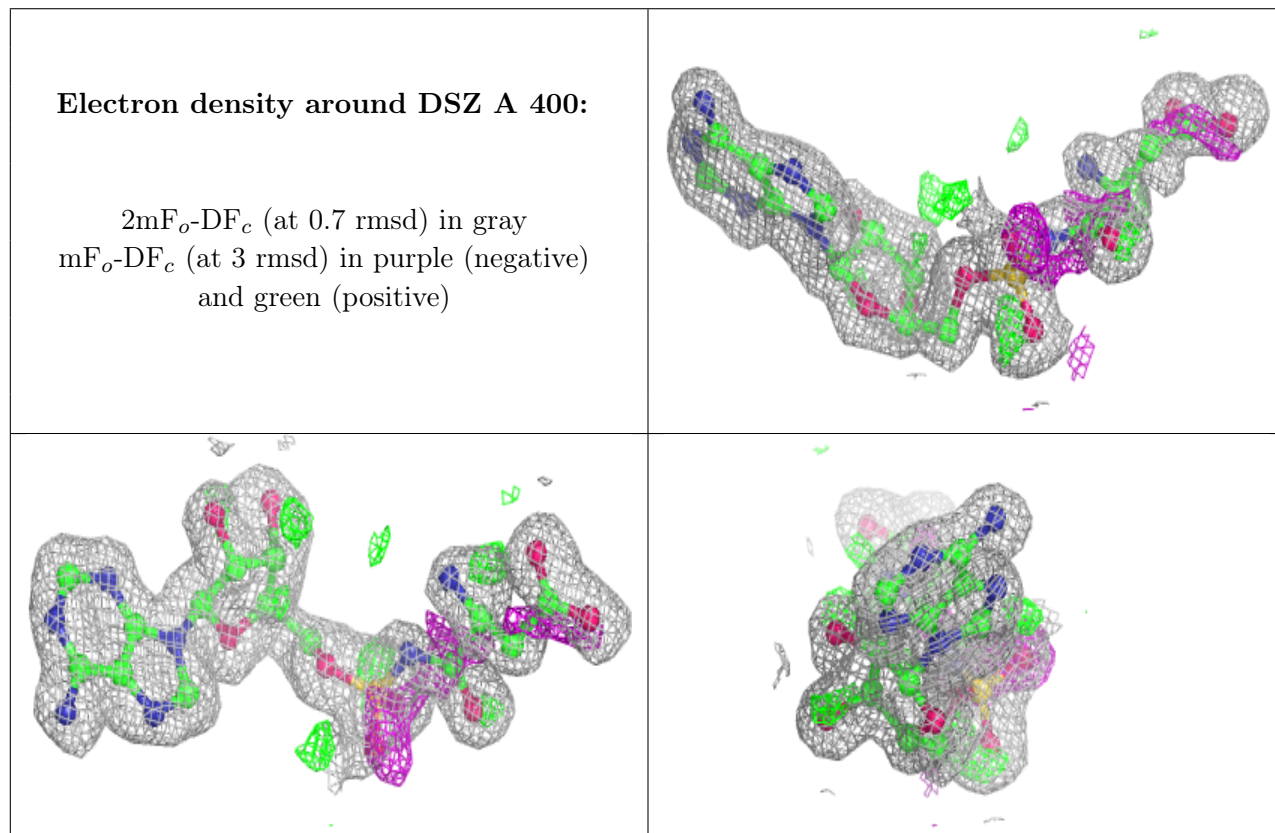 Electron density around DSZ A 400:
2mFo-DFc (at 0.7 rmsd) in gray
mFo-DFc (at 3 rmsd) in purple (negative)
and green (positive)